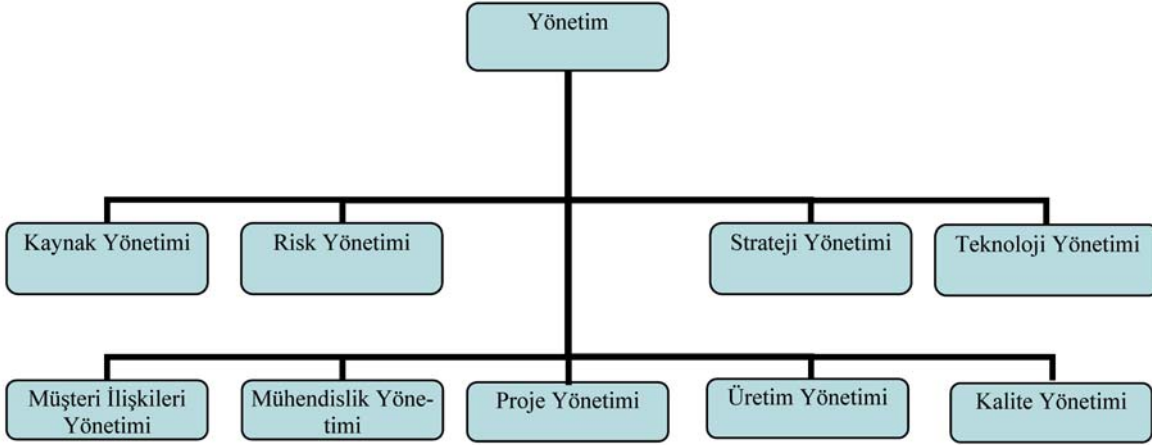 Yönetim
Kaynak Yönetimi
Risk Yönetimi
Strateji Yönetimi
Teknoloji Yönetimi
Müşteri İlişkileri
Yönetimi
Mühendislik Yöne-
timi
Proje Yönetimi
Üretim Yönetimi
Kalite Yönetimi